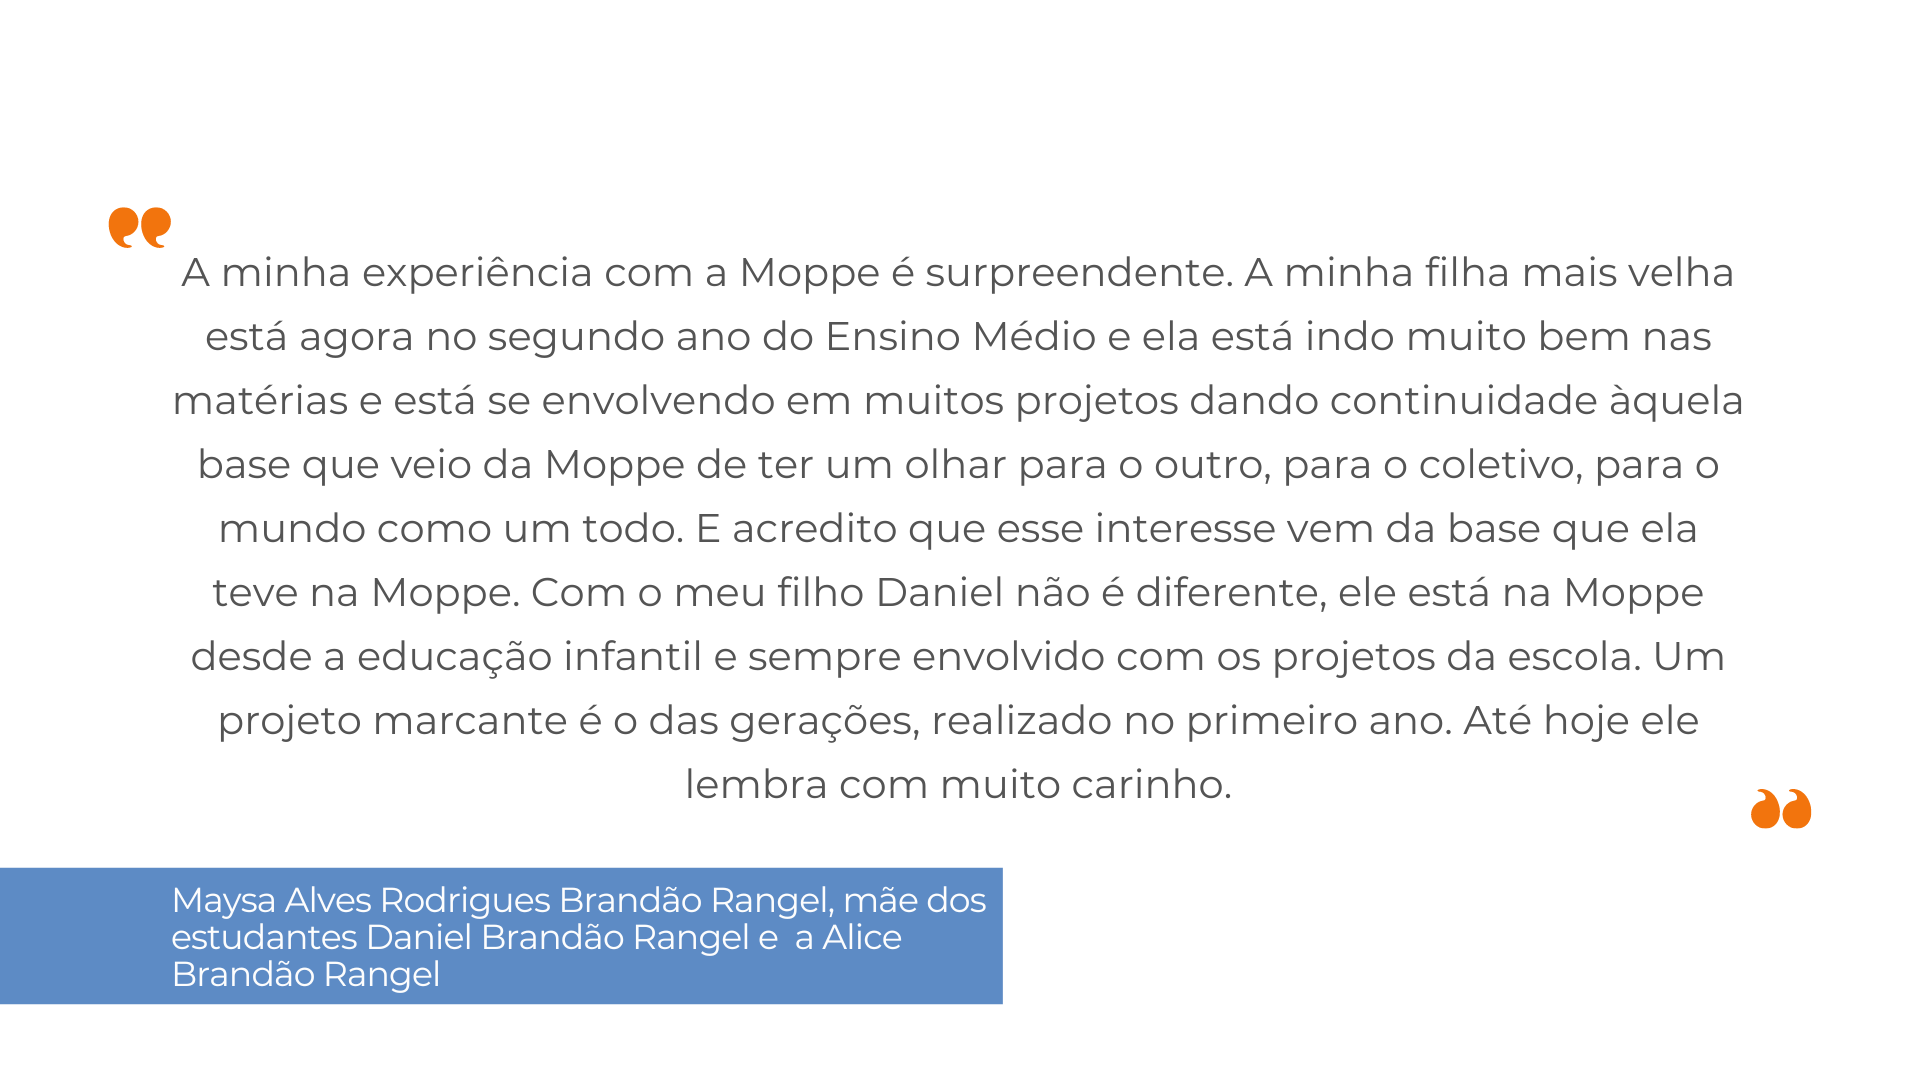 A minha experiência com a Moppe é surpreendente. A minha filha mais velha
está agora no segundo ano do Ensino Médio e ela está indo muito bem nas
matérias e está se envolvendo em muitos projetos dando continuidade àquela
base que veio da Moppe de ter um olhar para o outro, para o coletivo, para o
mundo como um todo. E acredito que esse interesse vem da base que ela
teve na Moppe. Com o meu filho Daniel não é diferente, ele está na Moppe
desde a educação infantil e sempre envolvido com os projetos da escola. Um
projeto marcante é o das gerações, realizado no primeiro ano. Até hoje ele
lembra com muito carinho.
Maysa Alves Rodrigues Brandão Rangel, mãe dos
estudantes Daniel Brandão Rangel e  a Alice
Brandão Rangel